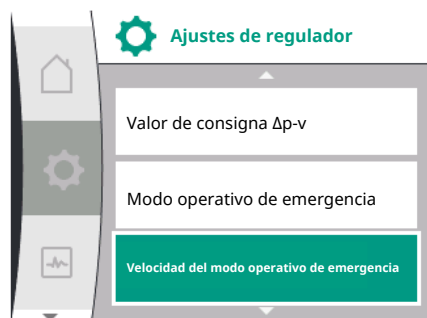 Ajustes de regulador
Valor de consigna Δp-v
Modo operativo de emergencia
Velocidad del modo operativo de emergencia